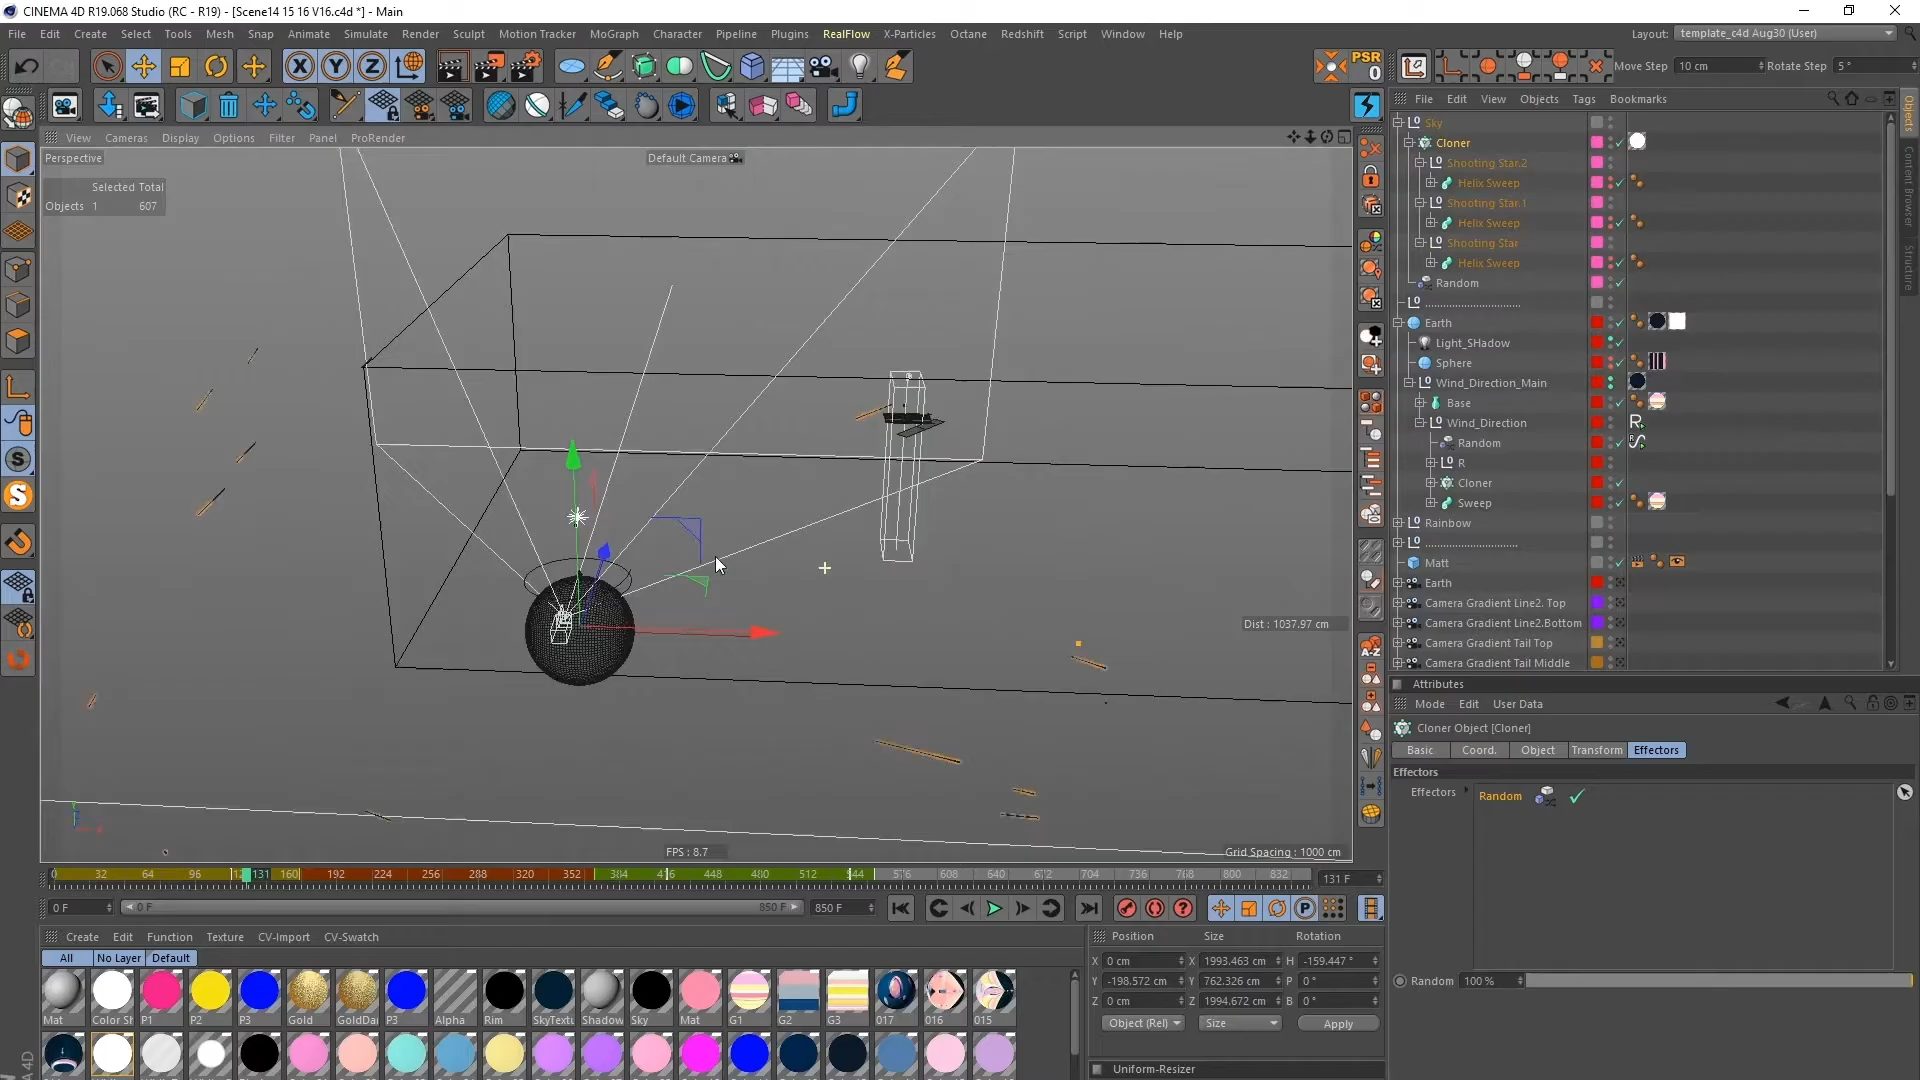 CINEMA 4D R19.068 Studio (RC - R19) - [Scene14 15 16 V16.c4d *] - Main
File Edit Create Select Tools Mesh Snap Animate Simulate Render Sculpt Motion Tracker MoGraph Character Pipeline Plugins RealFlow X-Particles Octane Redshift Script Window Help
Layout: template_c4d Aug30 (User)
PSR
0
Move Step 10 cm Rotate Step 5 °
View Cameras Display Options Filter Panel ProRender
Perspective
Default Camera
Selected Total
Objects 1 607
Dist : 1037.97 cm
FPS : 8.7
Grid Spacing : 1000 cm
File Edit View Objects Tags Bookmarks
Sky
Cloner
Shooting Star.2
Helix Sweep
Shooting Star.1
Helix Sweep
Shooting Star
Helix Sweep
Random
Earth
Light_SHadow
Sphere
Wind_Direction_Main
Base
Wind_Direction
Random
R
Cloner
Sweep
Rainbow
Matt
Earth
Camera Gradient Line2. Top
Camera Gradient Line2.Bottom
Camera Gradient Tail Top
Camera Gradient Tail Middle
Objects
Content Browser
Structure
Attributes
Mode Edit User Data
Cloner Object [Cloner]
Basic Coord. Object Transform Effectors
Effectors
Effectors Random
Random 100 %
0 32 64 96 131 160 192 224 256 288 320 352 384 416 448 480 512 544 576 608 640 672 704 736 768 800 832 131 F
0 F 0 F 850 F 850 F
Create Edit Function Texture CV-Import CV-Swatch
All No Layer Default
Mat Color Sh P1 P2 P3 Gold GoldDar P3 Alpha Rim SkyTextu Shadow Sky Mat G1 G2 G3 017 016 015
Position Size Rotation
X 0 cm X 1993.463 cm H -159.447 °
Y -198.572 cm Y 762.326 cm P 0 °
Z 0 cm Z 1994.672 cm B 0 °
Object (Rel) Size Apply
Uniform-Resizer